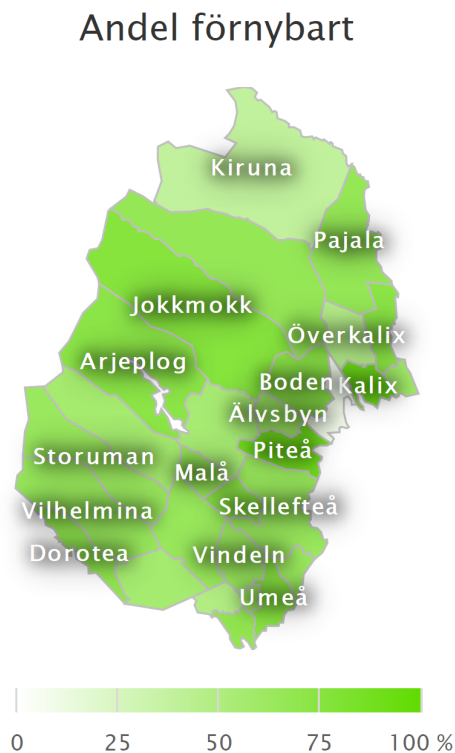 Andel förnybart
Kiruna
Pajala
Jokkmokk
Överkalix
Arjeplog
Boden
Kalix
Älvsbyn
Piteå
Storuman
Malå
Skellefteå
Vilhelmina
Dorotea
Vindeln
Umeå
0 25 50 75 100 %